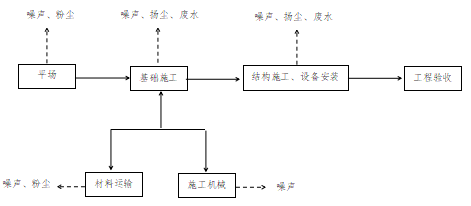 噪声、粉尘
噪声、扬尘、废水
噪声、扬尘、废水
平场
基础施工
结构施工、设备安装
工程验收
噪声、粉尘
材料运输
施工机械
噪声